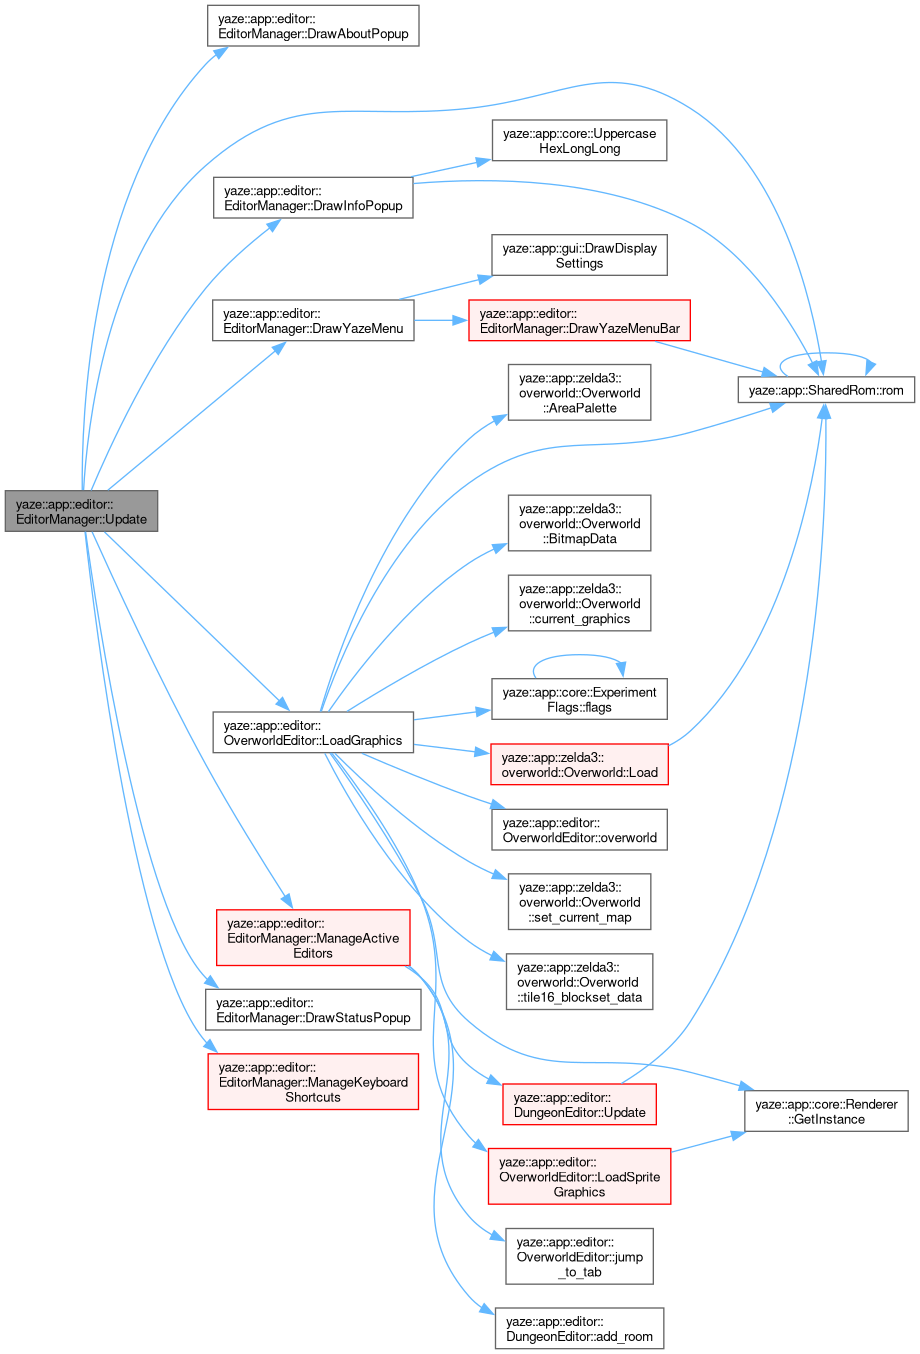 yaze::app::editor::
EditorManager::DrawAboutPopup
yaze::app::core::Uppercase
HexLongLong
yaze::app::editor::
EditorManager::DrawInfoPopup
yaze::app::gui::DrawDisplay
Settings
yaze::app::editor::
EditorManager::DrawYazeMenu
yaze::app::editor::
EditorManager::DrawYazeMenuBar
yaze::app::SharedRom::rom
yaze::app::zelda3::
overworld::Overworld
::AreaPalette
yaze::app::editor::
EditorManager::Update
yaze::app::zelda3::
overworld::Overworld
::BitmapData
yaze::app::zelda3::
overworld::Overworld
::current_graphics
yaze::app::core::Experiment
Flags::flags
yaze::app::editor::
OverworldEditor::LoadGraphics
yaze::app::zelda3::
overworld::Overworld::Load
yaze::app::editor::
OverworldEditor::overworld
yaze::app::zelda3::
overworld::Overworld
::set_current_map
yaze::app::editor::
EditorManager::ManageActive
Editors
yaze::app::zelda3::
overworld::Overworld
::tile16_blockset_data
yaze::app::editor::
EditorManager::DrawStatusPopup
yaze::app::editor::
EditorManager::ManageKeyboard
Shortcuts
yaze::app::editor::
DungeonEditor::Update
yaze::app::core::Renderer
::GetInstance
yaze::app::editor::
OverworldEditor::LoadSprite
Graphics
yaze::app::editor::
OverworldEditor::jump
_to_tab
yaze::app::editor::
DungeonEditor::add_room